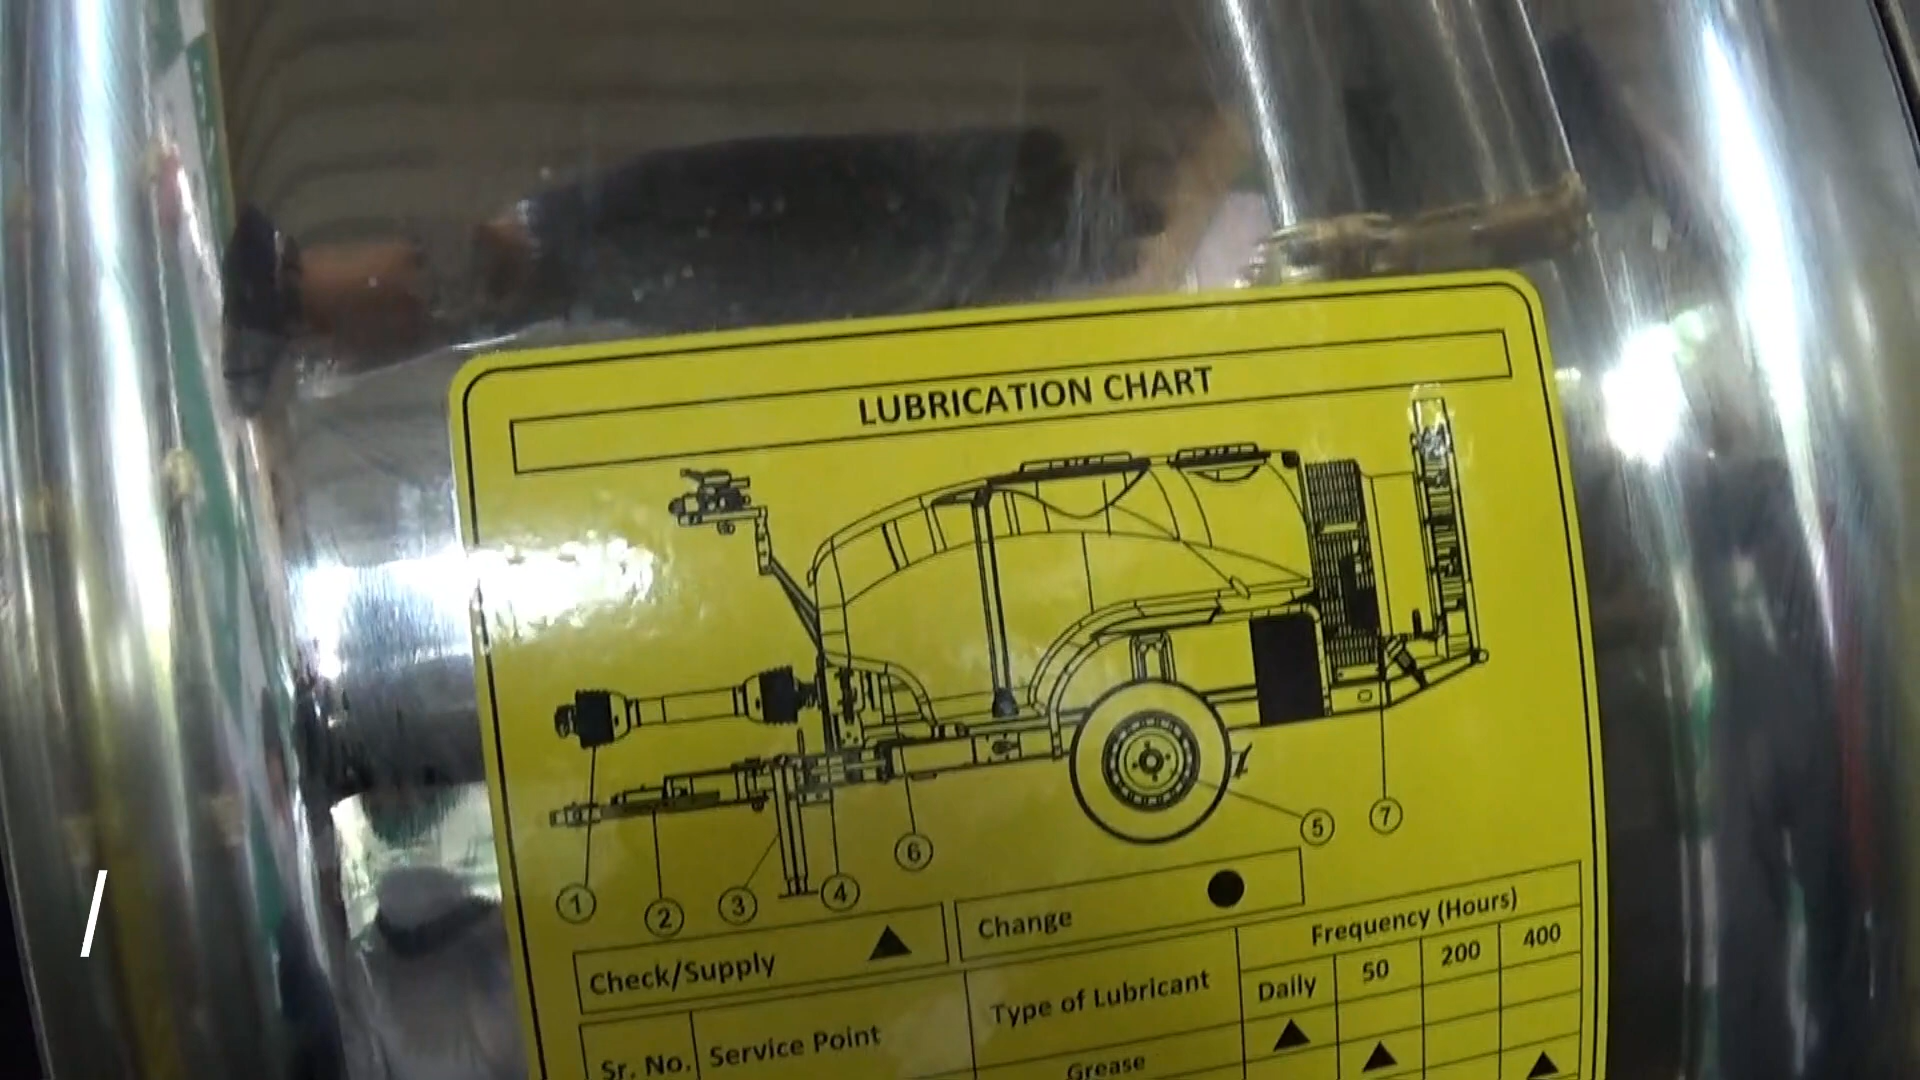 LUBRICATION CHART
1
2
3
4
6
5
7
Check/Supply ▲
Change ●
Sr. No.
Service Point
Type of Lubricant
Frequency (Hours)
Daily
50
200
400
Grease
/